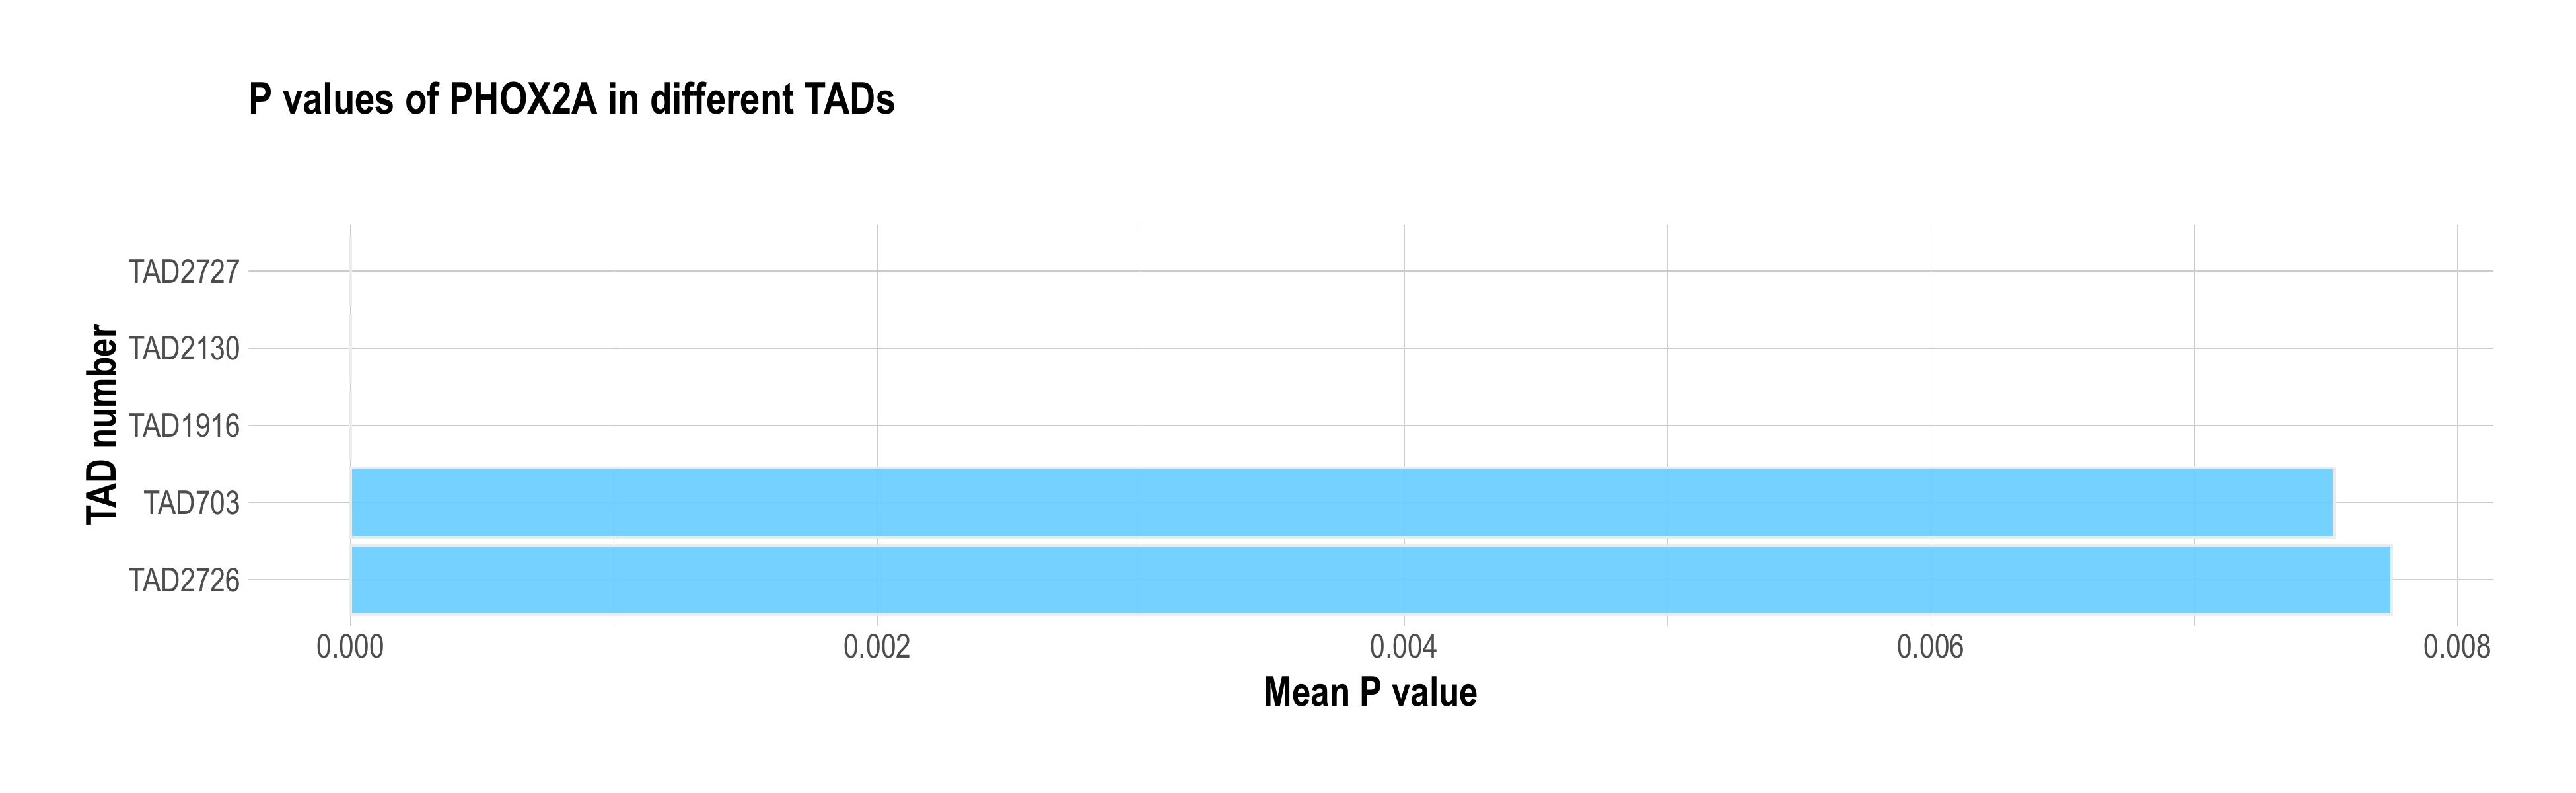 P values of PHOX2A in different TADs
TAD number
TAD2727
TAD2130
TAD1916
TAD703
TAD2726
0.000 0.002 0.004 0.006 0.008
Mean P value